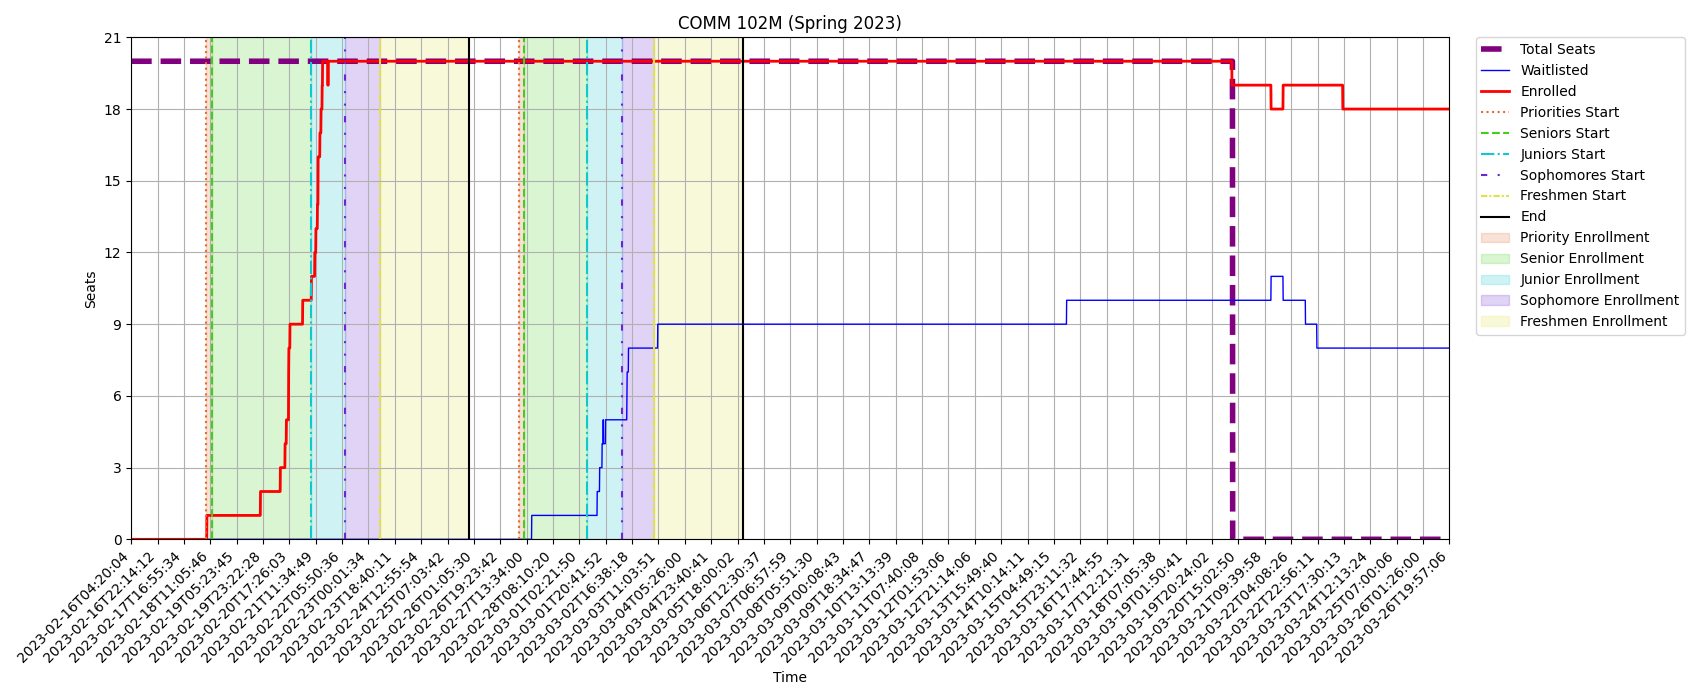 COMM 102M (Spring 2023)
Seats
21
18
15
12
9
6
3
0
2023-02-16T04:20:04
2023-02-16T22:14:12
2023-02-17T16:55:34
2023-02-18T11:05:46
2023-02-19T05:23:45
2023-02-19T23:22:28
2023-02-20T17:26:03
2023-02-21T11:34:49
2023-02-22T05:50:36
2023-02-23T00:01:34
2023-02-23T18:40:11
2023-02-24T12:55:54
2023-02-25T07:03:42
2023-02-26T01:05:30
2023-02-26T19:23:42
2023-02-27T13:34:00
2023-02-28T08:10:20
2023-03-01T02:21:50
2023-03-01T20:41:52
2023-03-02T16:38:18
2023-03-03T11:03:51
2023-03-04T05:26:00
2023-03-04T23:40:41
2023-03-05T18:00:02
2023-03-06T12:30:37
2023-03-07T06:57:59
2023-03-08T05:51:30
2023-03-09T00:08:43
2023-03-09T18:34:47
2023-03-10T13:13:39
2023-03-11T07:40:08
2023-03-12T01:53:06
2023-03-12T21:14:06
2023-03-13T15:49:40
2023-03-14T10:14:11
2023-03-15T04:49:15
2023-03-15T23:11:32
2023-03-16T17:44:55
2023-03-17T12:21:31
2023-03-18T07:05:38
2023-03-19T01:50:41
2023-03-19T20:24:02
2023-03-20T15:02:50
2023-03-21T09:39:58
2023-03-22T04:08:26
2023-03-22T22:56:11
2023-03-23T17:30:13
2023-03-24T12:13:24
2023-03-25T07:00:06
2023-03-26T01:26:00
2023-03-26T19:57:06
Time
Total Seats
Waitlisted
Enrolled
Priorities Start
Seniors Start
Juniors Start
Sophomores Start
Freshmen Start
End
Priority Enrollment
Senior Enrollment
Junior Enrollment
Sophomore Enrollment
Freshmen Enrollment